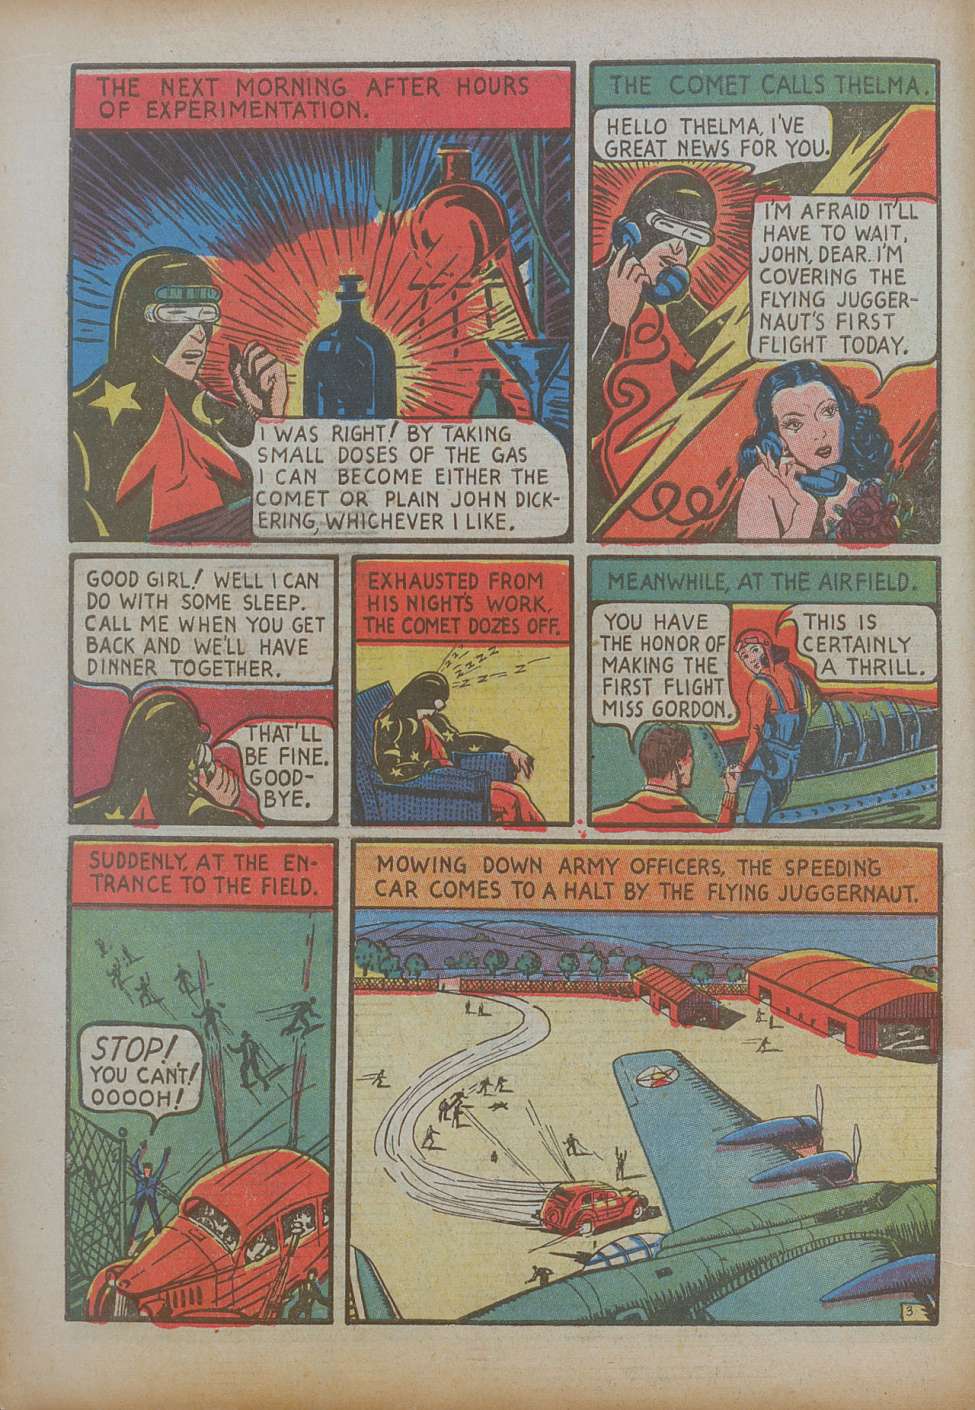 THE NEXT MORNING AFTER HOURS
OF EXPERIMENTATION.
I WAS RIGHT! BY TAKING
SMALL DOSES OF THE GAS
I CAN BECOME EITHER THE
COMET OR PLAIN JOHN DICK-
ERING, WHICHEVER I LIKE.
THE COMET CALLS THELMA.
HELLO THELMA, I'VE
GREAT NEWS FOR YOU.
I'M AFRAID IT'LL
HAVE TO WAIT,
JOHN, DEAR. I'M
COVERING THE
FLYING JUGGER-
NAUT'S FIRST
FLIGHT TODAY.
GOOD GIRL! WELL I CAN
DO WITH SOME SLEEP.
CALL ME WHEN YOU GET
BACK AND WE'LL HAVE
DINNER TOGETHER.
THAT'LL
BE FINE.
GOOD-
BYE.
EXHAUSTED FROM
HIS NIGHT'S WORK,
THE COMET DOZES OFF.
ZZZZZ
Z-Z-Z-Z
MEANWHILE, AT THE AIRFIELD.
YOU HAVE
THE HONOR OF
MAKING THE
FIRST FLIGHT
MISS GORDON.
THIS IS
CERTAINLY
A THRILL.
SUDDENLY, AT THE EN-
TRANCE TO THE FIELD.
STOP!
YOU CAN'T!
OOOOH!
MOWING DOWN ARMY OFFICERS, THE SPEEDING
CAR COMES TO A HALT BY THE FLYING JUGGERNAUT.
3